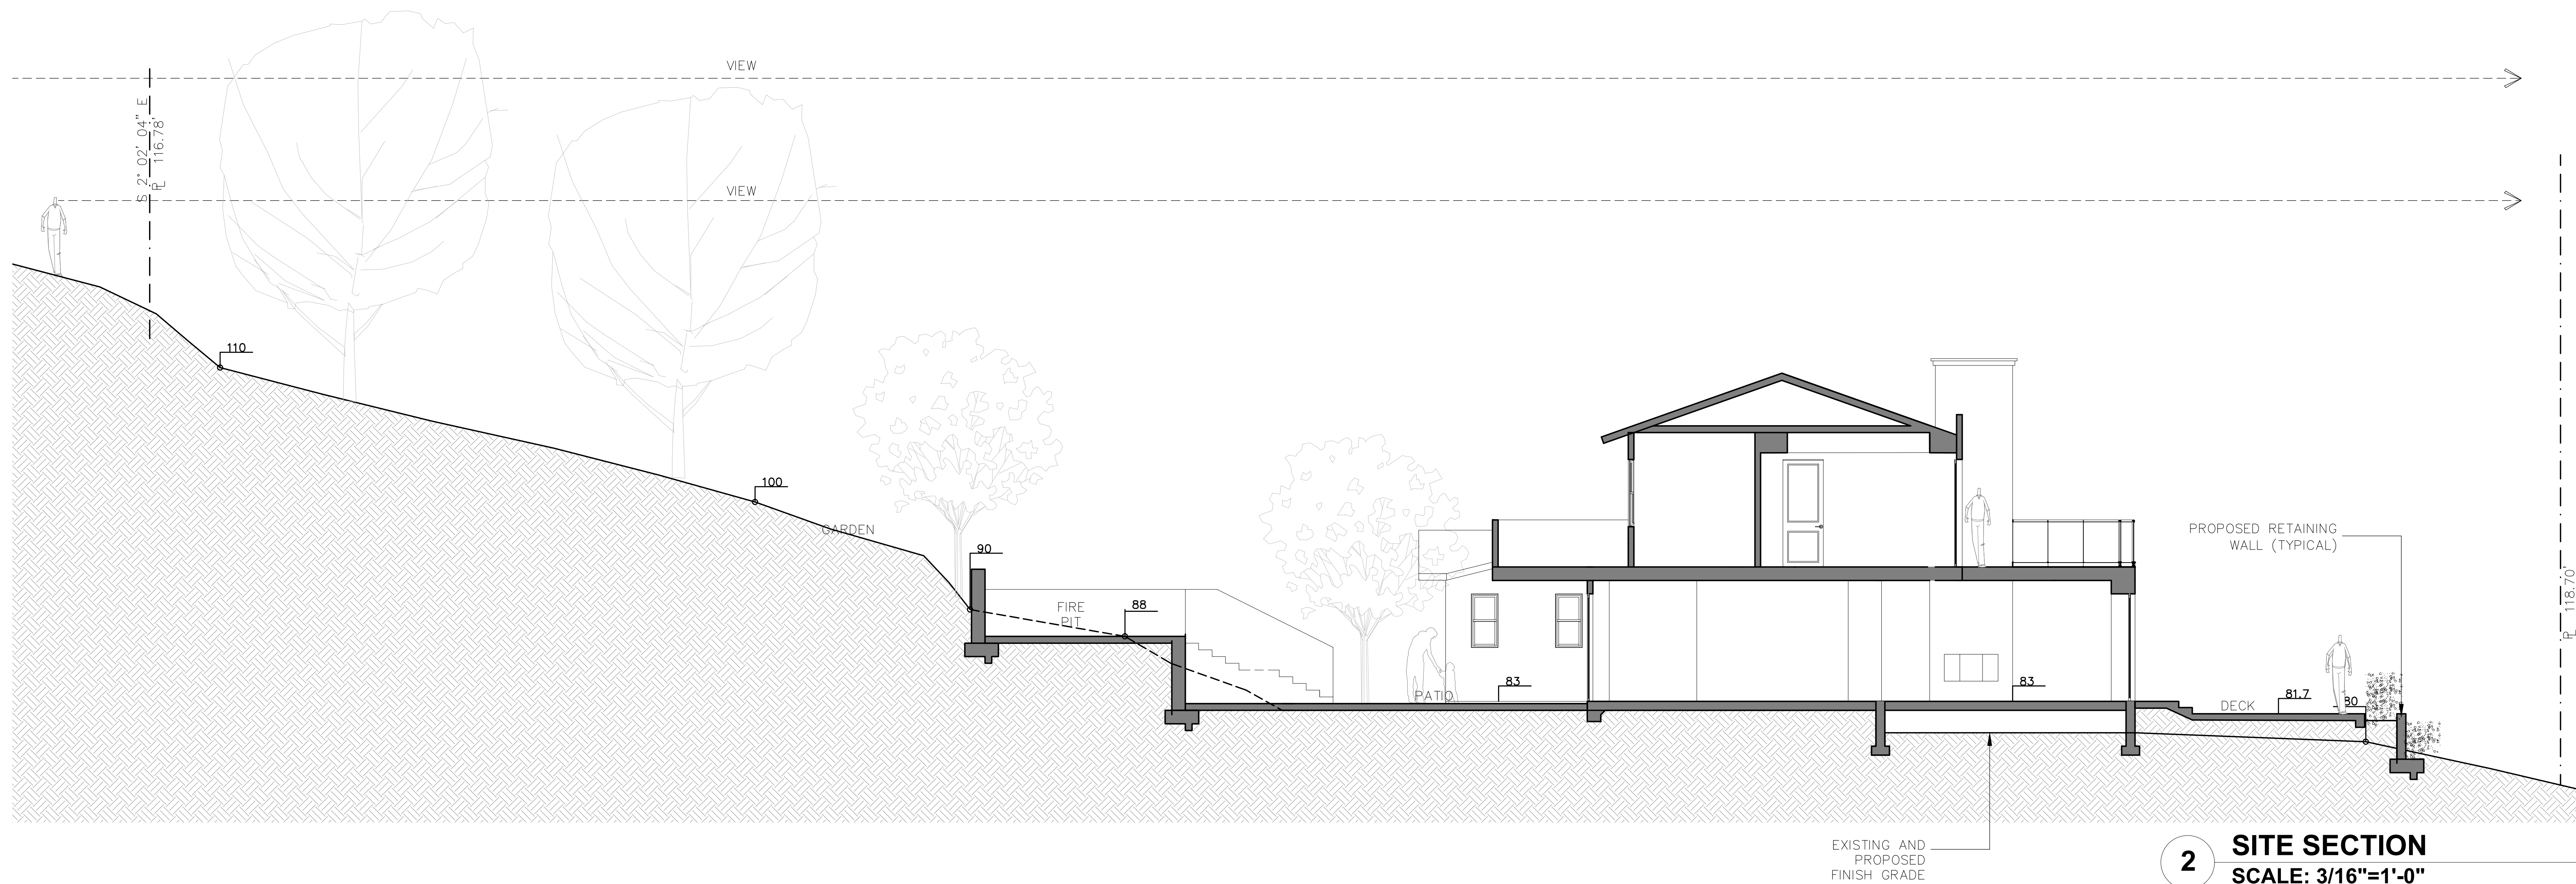 VIEW
S 2° 02' 04" E
PL 116.78'
VIEW
110
100
GARDEN
90
FIRE
PIT
88
PATIO
83
83
PROPOSED RETAINING
WALL (TYPICAL)
DECK
81.7
80
PL 118.70'
EXISTING AND
PROPOSED
FINISH GRADE
2
SITE SECTION
SCALE: 3/16"=1'-0"